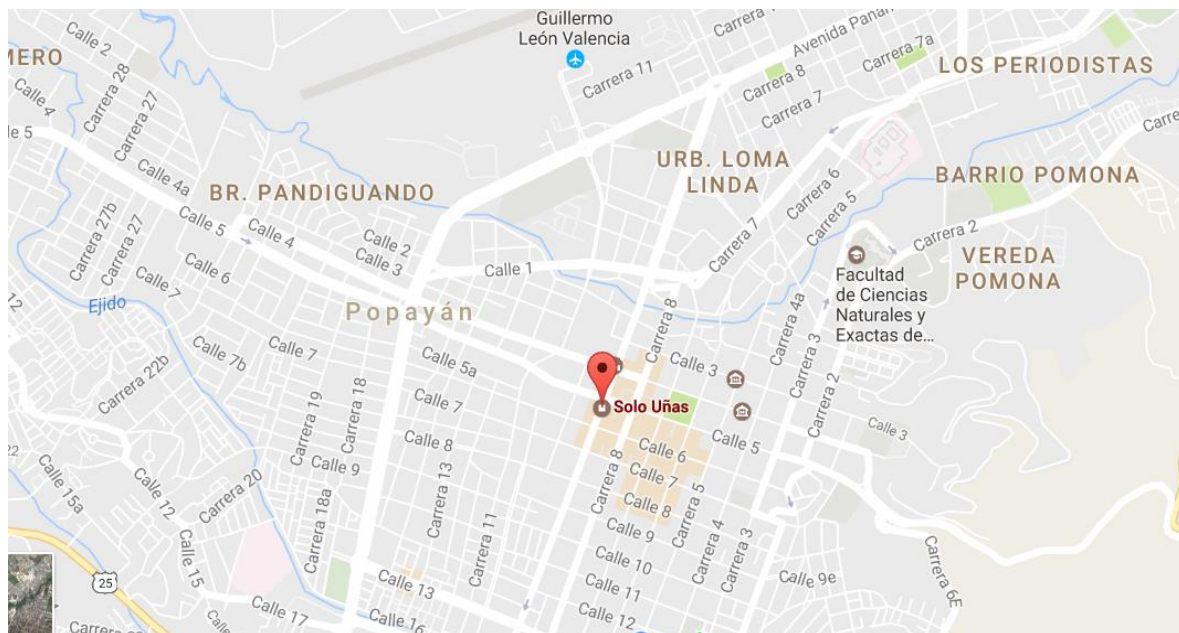 Guillermo
León Valencia
Calle 2
Carrera 11
Avenida Panan
Carrera 7a
MERO
Carrera 28
Carrera 27
Carrera 8
LOS PERIODISTAS
Calle 4
Carrera 7
lle 5
Carre
Calle 4a
URB. LOMA
LINDA
Carrera 6
BR. PANDIGUANDO
Carrera 5
BARRIO POMONA
Carrera 27b
Carrera 27
Calle 5
Calle 4
Calle 2
Calle 3
Carrera 7
Carrera 2
Calle 6
Calle 1
VEREDA
POMONA
Calle 7
Facultad
de Ciencias
Naturales y
Exactas de...
12
Ejido
Popayán
Carrera 8
Carrera 4a
Calle 7b
Calle 7
Calle 5a
Calle 3
Carrera 3
Carrera 2
Carrera 22b
Carrera 19
Carrera 18
Calle 7
Solo Uñas
Calle 8
Calle 5
Calle 3
Calle 6
22
Calle 9
Calle 7
Carrera 20
Carrera 13
Carrera 8
Calle 8
Carrera 5
Calle 15a
Calle 12
Carrera 18a
Carrera 11
Calle 9
Carrera 4
Carrera 3
Calle 10
25
Calle 15
Calle 13
Calle 11
Calle 9e
Carrera 6E
Calle 17
Calle 16
Calle 12
Carrera